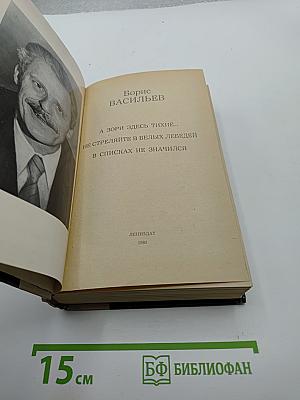 Борис
ВАСИЛЬЕВ
А ЗОРИ ЗДЕСЬ ТИХИЕ...
НЕ СТРЕЛЯЙТЕ В БЕЛЫХ ЛЕБЕДЕЙ
В СПИСКАХ НЕ ЗНАЧИЛСЯ
ЛЕНИЗДАТ
15 см
БФ БИБЛИОФАН